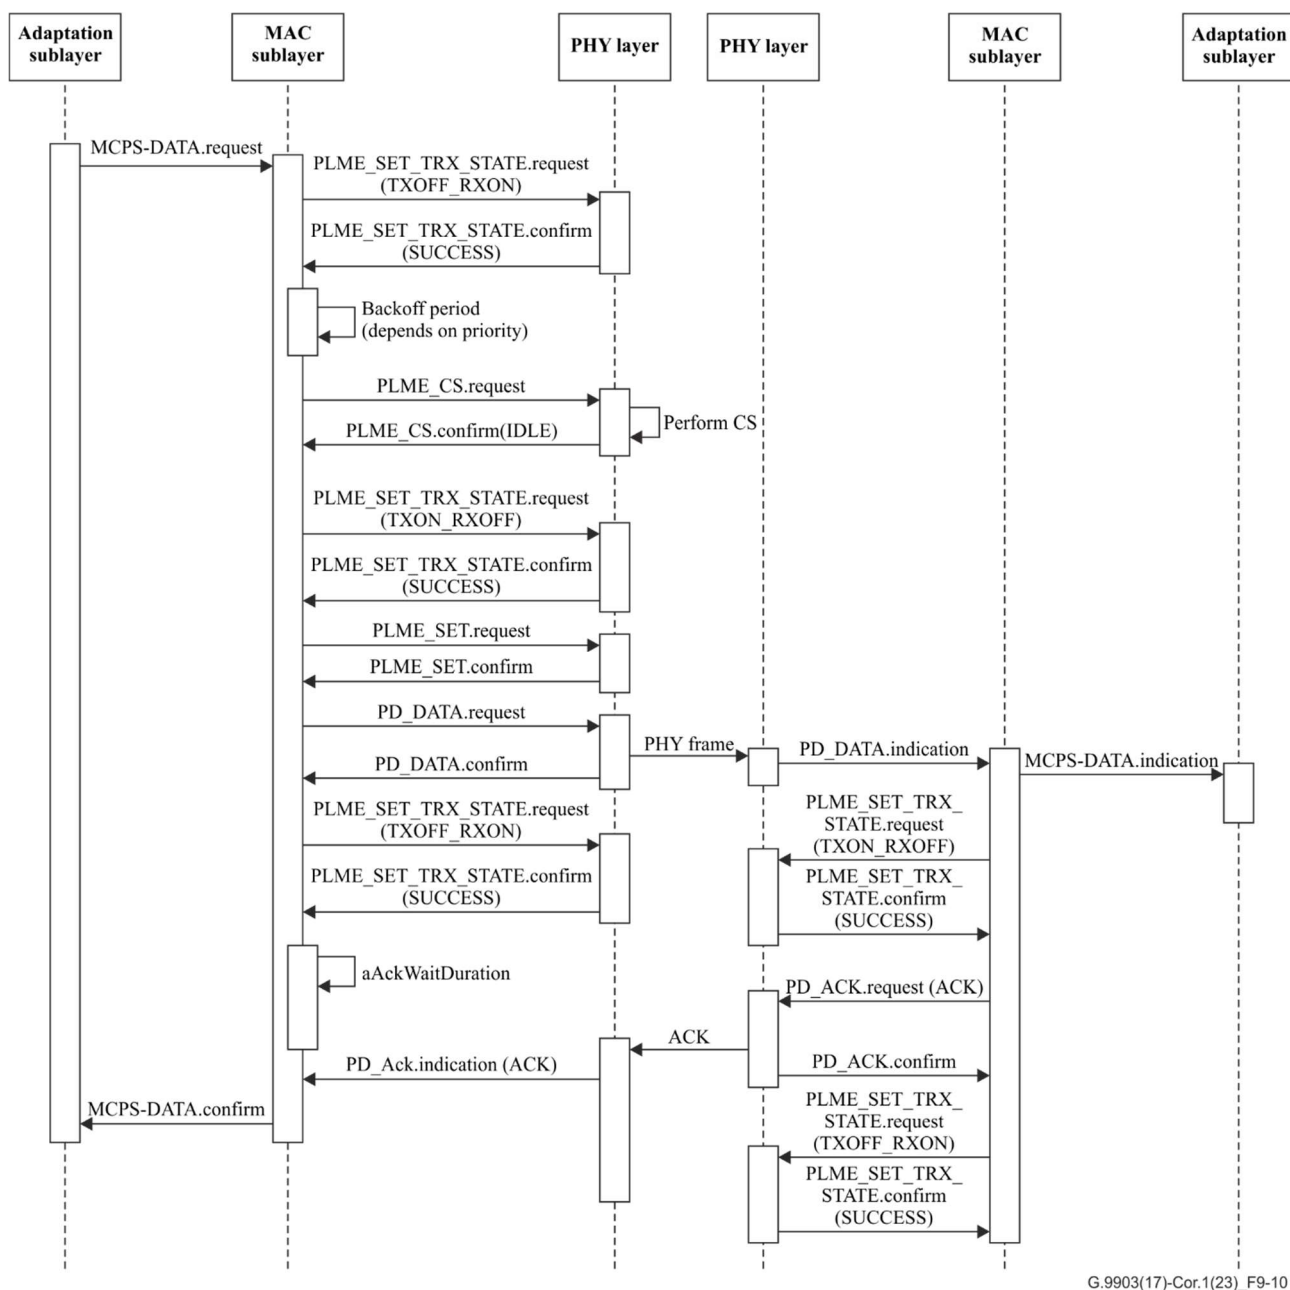 Adaptation
sublayer
MAC
sublayer
PHY layer
PHY layer
MAC
sublayer
Adaptation
sublayer
MCPS-DATA.request
PLME_SET_TRX_STATE.request
(TXOFF_RXON)
PLME_SET_TRX_STATE.confirm
(SUCCESS)
Backoff period
(depends on priority)
PLME_CS.request
Perform CS
PLME_CS.confirm(IDLE)
PLME_SET_TRX_STATE.request
(TXON_RXOFF)
PLME_SET_TRX_STATE.confirm
(SUCCESS)
PLME_SET.request
PLME_SET.confirm
PD_DATA.request
PHY frame
PD_DATA.indication
MCPS-DATA.indication
PD_DATA.confirm
PLME_SET_TRX_STATE.request
(TXOFF_RXON)
PLME_SET_TRX_
STATE.request
(TXON_RXOFF)
PLME_SET_TRX_STATE.confirm
(SUCCESS)
PLME_SET_TRX_
STATE.confirm
(SUCCESS)
aAckWaitDuration
PD_ACK.request (ACK)
ACK
PD_Ack.indication (ACK)
PD_ACK.confirm
MCPS-DATA.confirm
PLME_SET_TRX_
STATE.request
(TXOFF_RXON)
PLME_SET_TRX_
STATE.confirm
(SUCCESS)
G.9903(17)-Cor.1(23)_F9-10